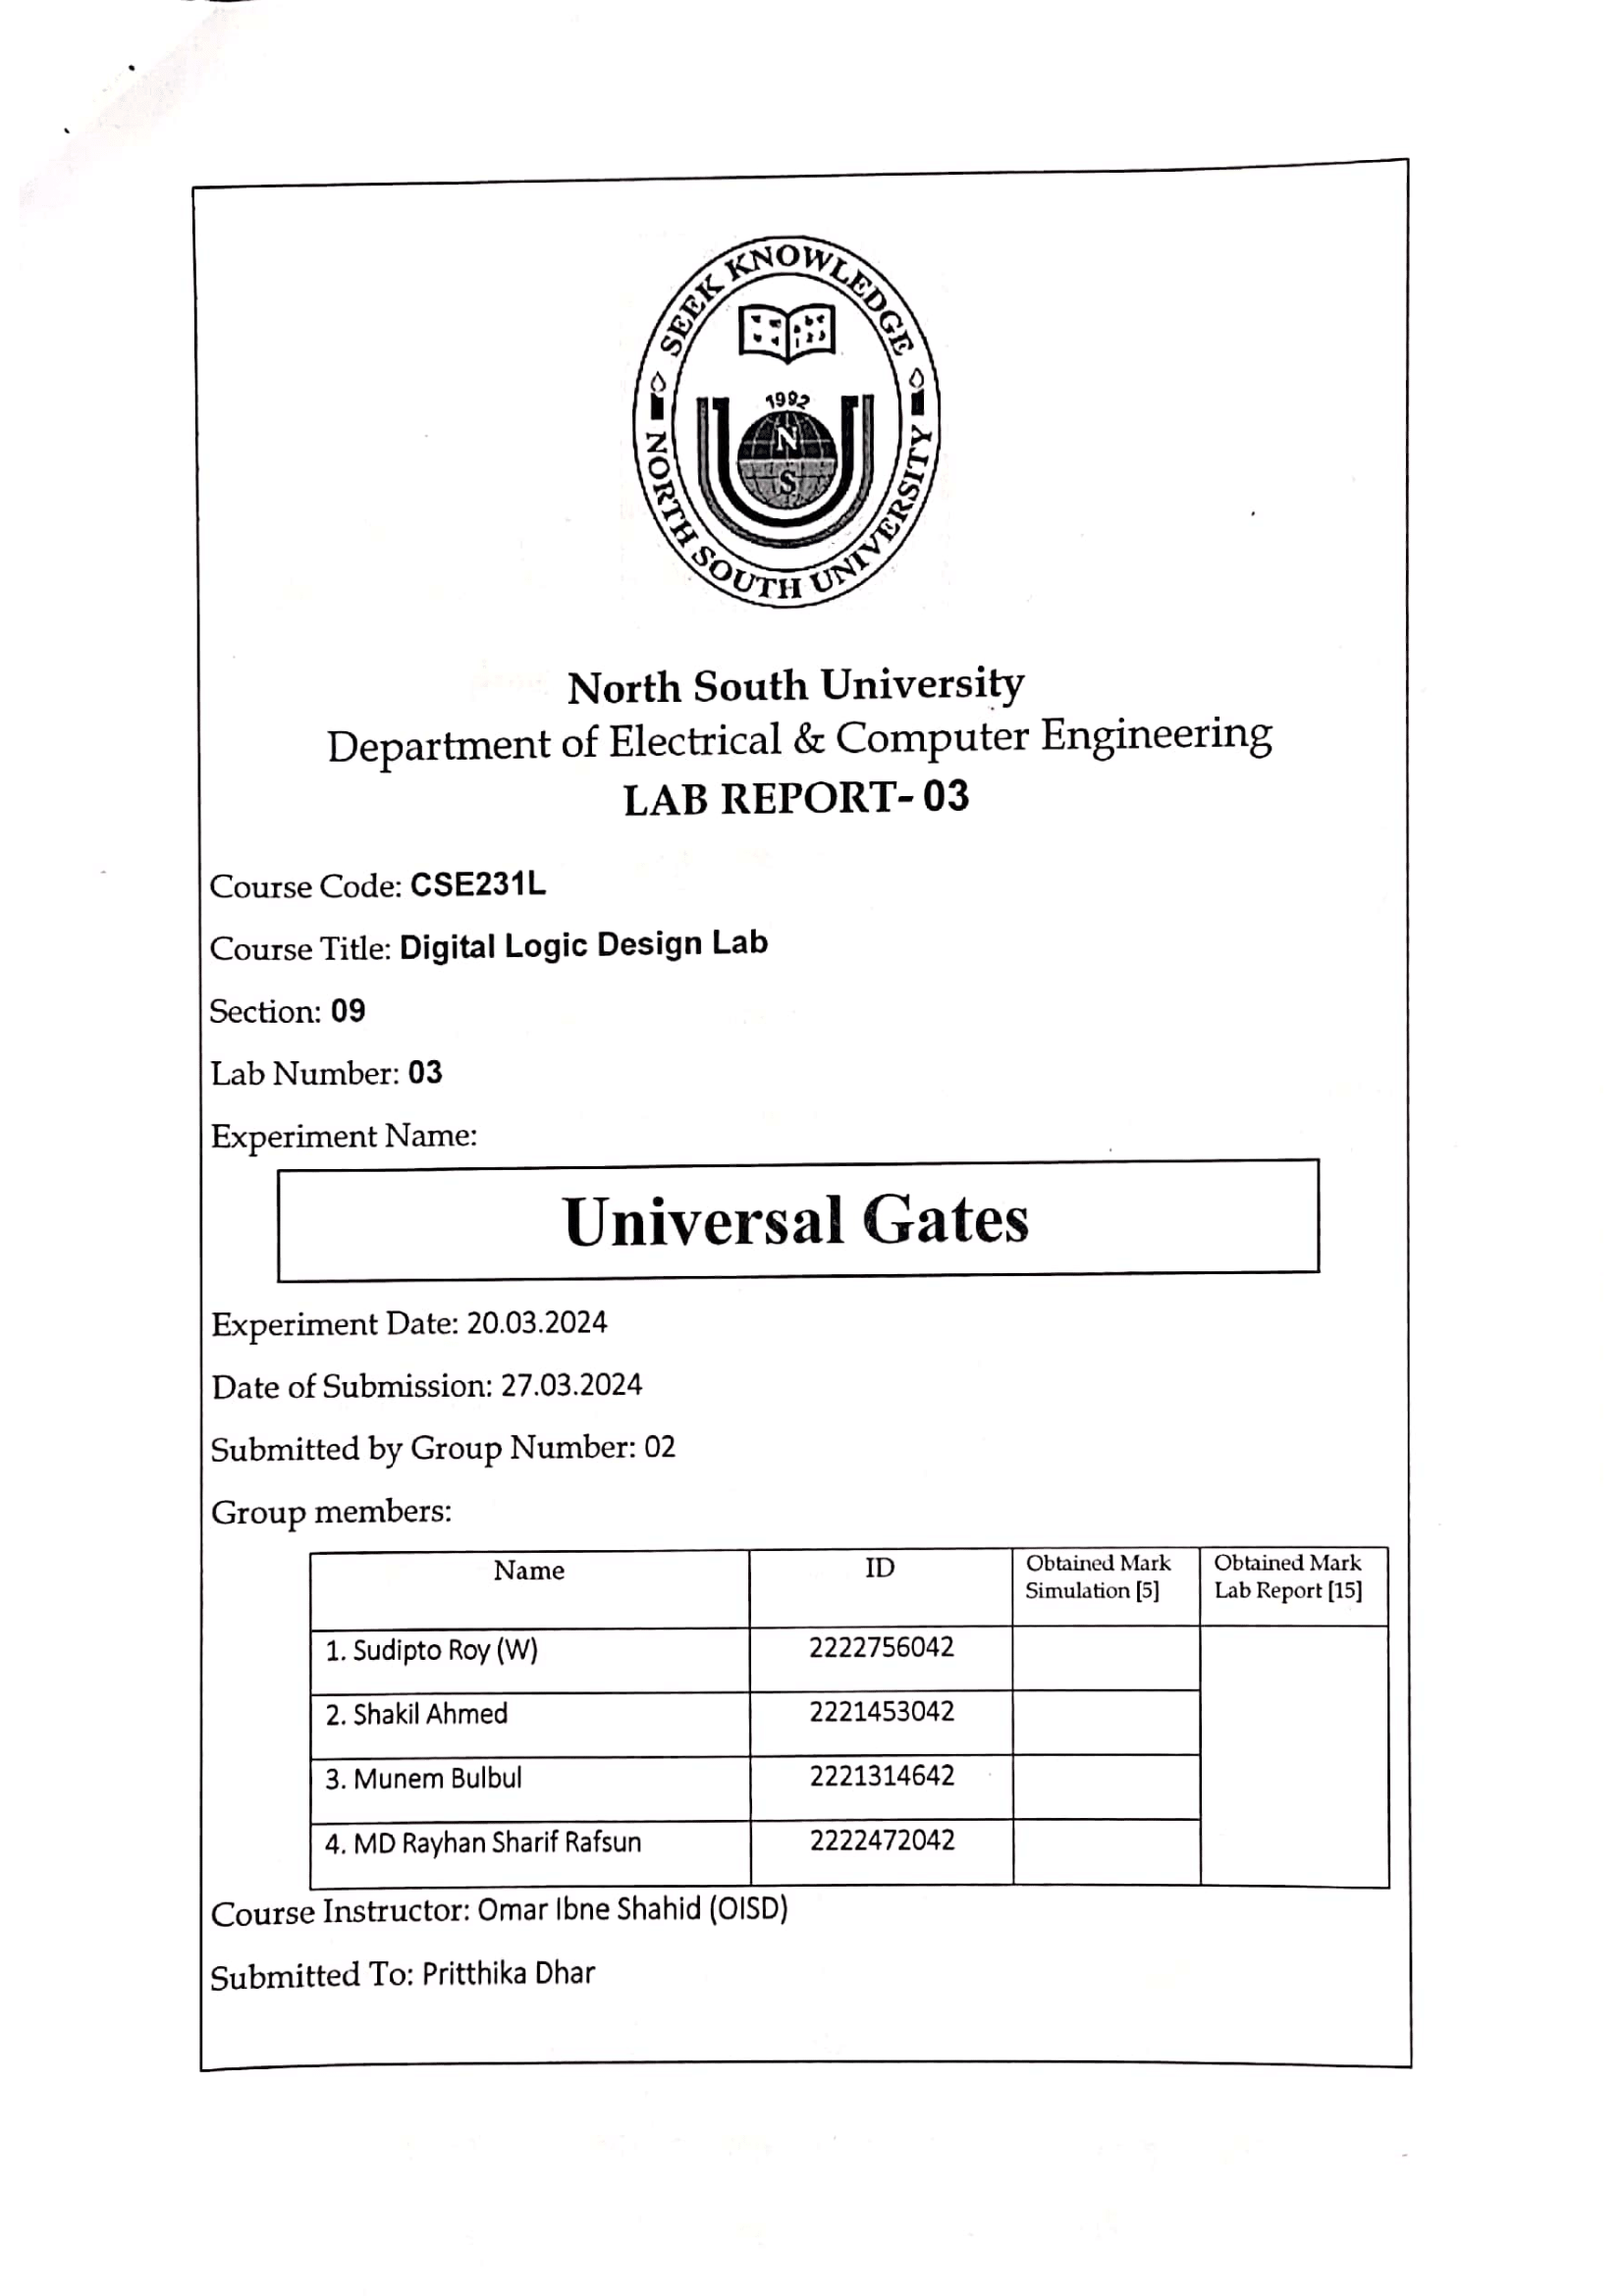 SEEK KNOWLEDGE
1992
N
S
NORTH SOUTH UNIVERSITY
North South University
Department of Electrical & Computer Engineering
LAB REPORT- 03
Course Code: CSE231L
Course Title: Digital Logic Design Lab
Section: 09
Lab Number: 03
Experiment Name:
Universal Gates
Experiment Date: 20.03.2024
Date of Submission: 27.03.2024
Submitted by Group Number: 02
Group members:
Name ID Obtained Mark Simulation [5] Obtained Mark Lab Report [15]
1. Sudipto Roy (W) 2222756042
2. Shakil Ahmed 2221453042
3. Munem Bulbul 2221314642
4. MD Rayhan Sharif Rafsun 2222472042
Course Instructor: Omar Ibne Shahid (OISD)
Submitted To: Pritthika Dhar